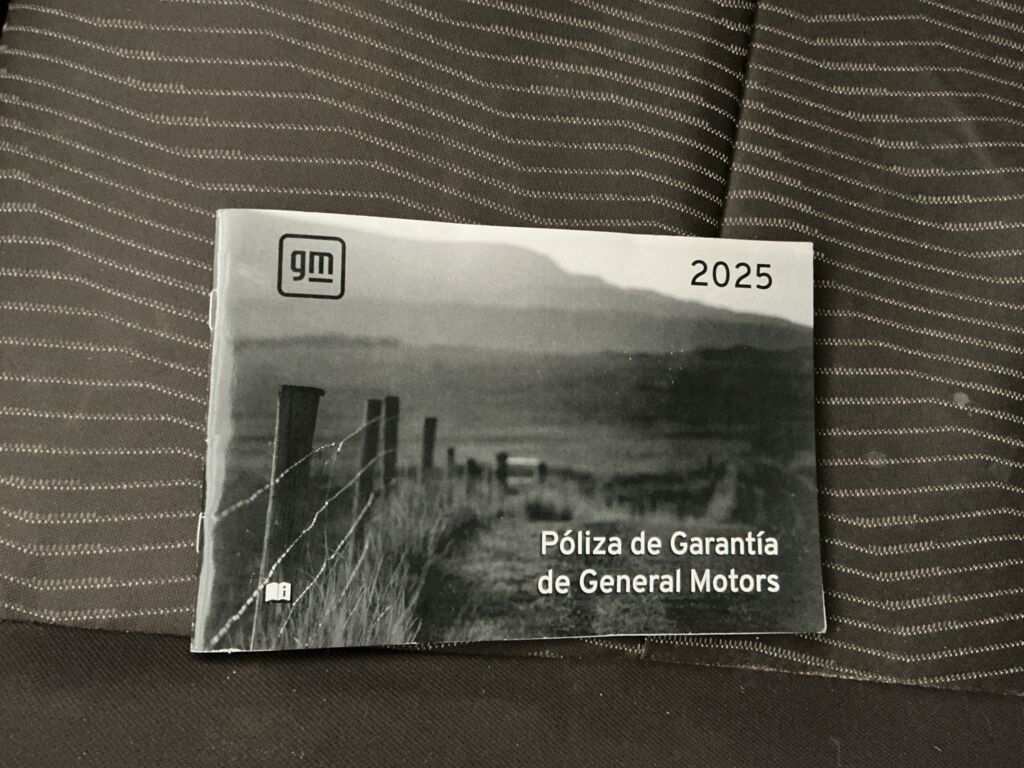 gm
2025
Póliza de Garantía
de General Motors